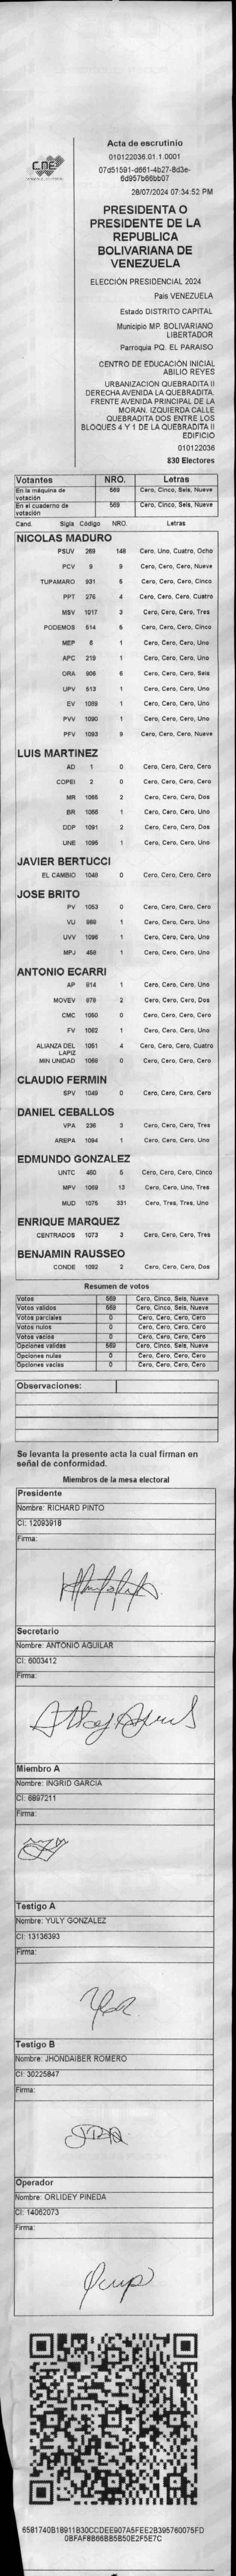 CNE
Acta de escrutinio
010122036.01.1.0001
07d51591-d661-4b27-8d3e-
6d957b66bb07
28/07/2024 07:34:52 PM
PRESIDENTA O
PRESIDENTE DE LA
REPUBLICA
BOLIVARIANA DE
VENEZUELA
ELECCIÓN PRESIDENCIAL 2024
Pais VENEZUELA
Estado DISTRITO CAPITAL
Municipio MP. BOLIVARIANO
LIBERTADOR
Parroquia PQ. EL PARAISO
CENTRO DE EDUCACIÓN INICIAL
ABILIO REYES
URBANIZACIÓN QUEBRADITA II
DERECHA AVENIDA LA QUEBRADITA.
FRENTE AVENIDA PRINCIPAL DE LA
MORAN. IZQUIERDA CALLE
QUEBRADITA DOS ENTRE LOS
BLOQUES 4 Y 1 DE LA QUEBRADITA II
EDIFICIO
010122036
830 Electores
Votantes NRO. Letras
En la máquina de votación 569 Cero, Cinco, Seis, Nueve
En el cuaderno de votación 569 Cero, Cinco, Seis, Nueve
Cand. Sigla Código NRO. Letras
NICOLAS MADURO
PSUV 269 148 Cero, Uno, Cuatro, Ocho
PCV 9 9 Cero, Cero, Cero, Nueve
TUPAMARO 931 5 Cero, Cero, Cero, Cinco
PPT 276 4 Cero, Cero, Cero, Cuatro
MSV 1017 3 Cero, Cero, Cero, Tres
PODEMOS 514 5 Cero, Cero, Cero, Cinco
MEP 6 1 Cero, Cero, Cero, Uno
APC 219 1 Cero, Cero, Cero, Uno
ORA 906 6 Cero, Cero, Cero, Seis
UPV 513 1 Cero, Cero, Cero, Uno
EV 1089 1 Cero, Cero, Cero, Uno
PVV 1090 1 Cero, Cero, Cero, Uno
PFV 1093 9 Cero, Cero, Cero, Nueve
LUIS MARTINEZ
AD 1 0 Cero, Cero, Cero, Cero
COPEI 2 0 Cero, Cero, Cero, Cero
MR 1065 2 Cero, Cero, Cero, Dos
BR 1066 1 Cero, Cero, Cero, Uno
DDP 1091 2 Cero, Cero, Cero, Dos
UNE 1095 1 Cero, Cero, Cero, Uno
JAVIER BERTUCCI
EL CAMBIO 1048 0 Cero, Cero, Cero, Cero
JOSE BRITO
PV 1053 0 Cero, Cero, Cero, Cero
VU 989 1 Cero, Cero, Cero, Uno
UVV 1096 1 Cero, Cero, Cero, Uno
MPJ 458 1 Cero, Cero, Cero, Uno
ANTONIO ECARRI
AP 914 1 Cero, Cero, Cero, Uno
MOVEV 978 2 Cero, Cero, Cero, Dos
CMC 1050 0 Cero, Cero, Cero, Cero
FV 1062 1 Cero, Cero, Cero, Uno
ALIANZA DEL LAPIZ 1051 4 Cero, Cero, Cero, Cuatro
MIN UNIDAD 1088 0 Cero, Cero, Cero, Cero
CLAUDIO FERMIN
SPV 1049 0 Cero, Cero, Cero, Cero
DANIEL CEBALLOS
VPA 236 3 Cero, Cero, Cero, Tres
AREPA 1094 1 Cero, Cero, Cero, Uno
EDMUNDO GONZALEZ
UNTC 450 5 Cero, Cero, Cero, Cinco
MPV 1069 13 Cero, Cero, Uno, Tres
MUD 1076 331 Cero, Tres, Tres, Uno
ENRIQUE MARQUEZ
CENTRADOS 1073 3 Cero, Cero, Cero, Tres
BENJAMIN RAUSSEO
CONDE 1092 2 Cero, Cero, Cero, Dos
Resumen de votos
Votos 569 Cero, Cinco, Seis, Nueve
Votos validos 569 Cero, Cinco, Seis, Nueve
Votos parciales 0 Cero, Cero, Cero, Cero
Votos nulos 0 Cero, Cero, Cero, Cero
Votos vacíos 0 Cero, Cero, Cero, Cero
Opciones validas 569 Cero, Cinco, Seis, Nueve
Opciones nulas 0 Cero, Cero, Cero, Cero
Opciones vacías 0 Cero, Cero, Cero, Cero
Observaciones:
Se levanta la presente acta la cual firman en
señal de conformidad.
Miembros de la mesa electoral
Presidente
Nombre: RICHARD PINTO
CI: 12093918
Firma:
Secretario
Nombre: ANTONIO AGUILAR
CI: 6003412
Firma:
Miembro A
Nombre: INGRID GARCIA
CI: 6897211
Firma:
Testigo A
Nombre: YULY GONZALEZ
CI: 13136393
Firma:
Testigo B
Nombre: JHONDAIBER ROMERO
CI: 30225847
Firma:
Operador
Nombre: ORLIDEY PINEDA
CI: 14062073
Firma:
6581740B18911B30CCDEE907A5FEE2B395760075FD
0BFAF8B66BB5B50E2F5E7C